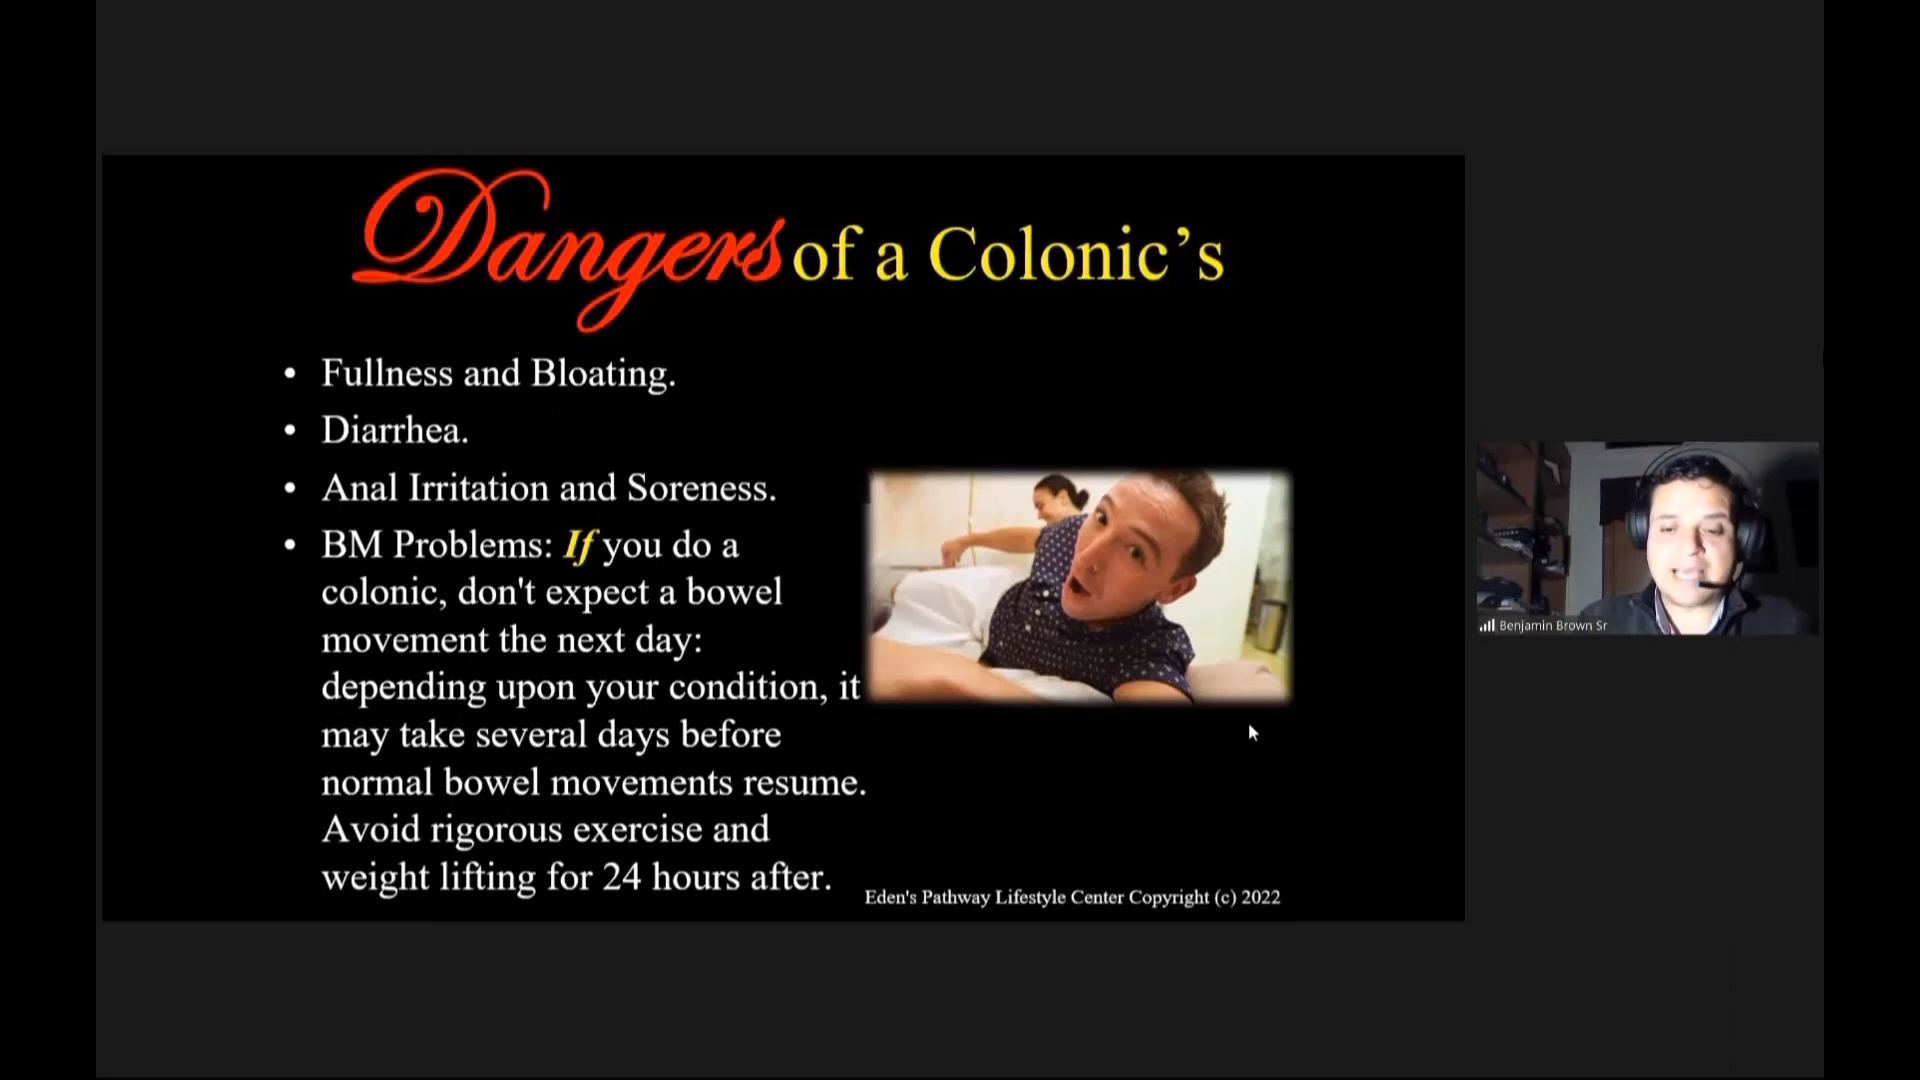 Dangers of a Colonic’s
• Fullness and Bloating.
• Diarrhea.
• Anal Irritation and Soreness.
• BM Problems: If you do a
colonic, don't expect a bowel
movement the next day:
depending upon your condition, it
may take several days before
normal bowel movements resume.
Avoid rigorous exercise and
weight lifting for 24 hours after.
Eden's Pathway Lifestyle Center Copyright (c) 2022
Benjamin Brown Sr